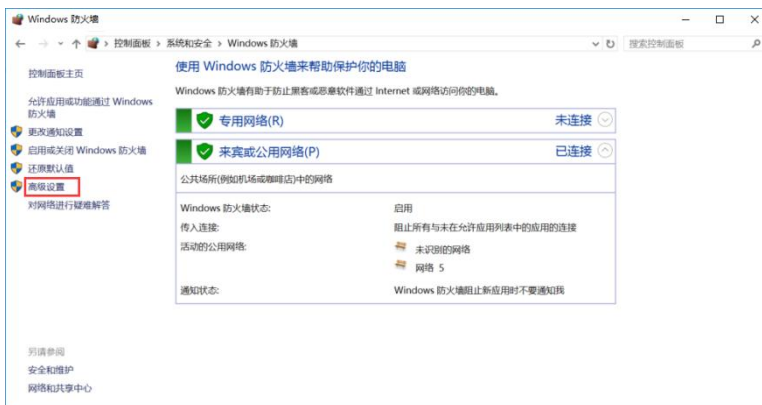 Windows 防火墙
控制面板 › 系统和安全 › Windows 防火墙
搜索控制面板
控制面板主页
允许应用或功能通过 Windows
防火墙
更改通知设置
启用或关闭 Windows 防火墙
还原默认值
高级设置
对网络进行疑难解答
使用 Windows 防火墙来帮助保护你的电脑
Windows 防火墙有助于防止黑客或恶意软件通过 Internet 或网络访问你的电脑。
专用网络(R) 未连接
来宾或公用网络(P) 已连接
公共场所(例如机场或咖啡店)中的网络
Windows 防火墙状态: 启用
传入连接: 阻止所有与未在允许应用列表中的应用的连接
活动的公用网络: 未识别的网络
网络 5
通知状态: Windows 防火墙阻止新应用时不要通知我
另请参阅
安全和维护
网络和共享中心